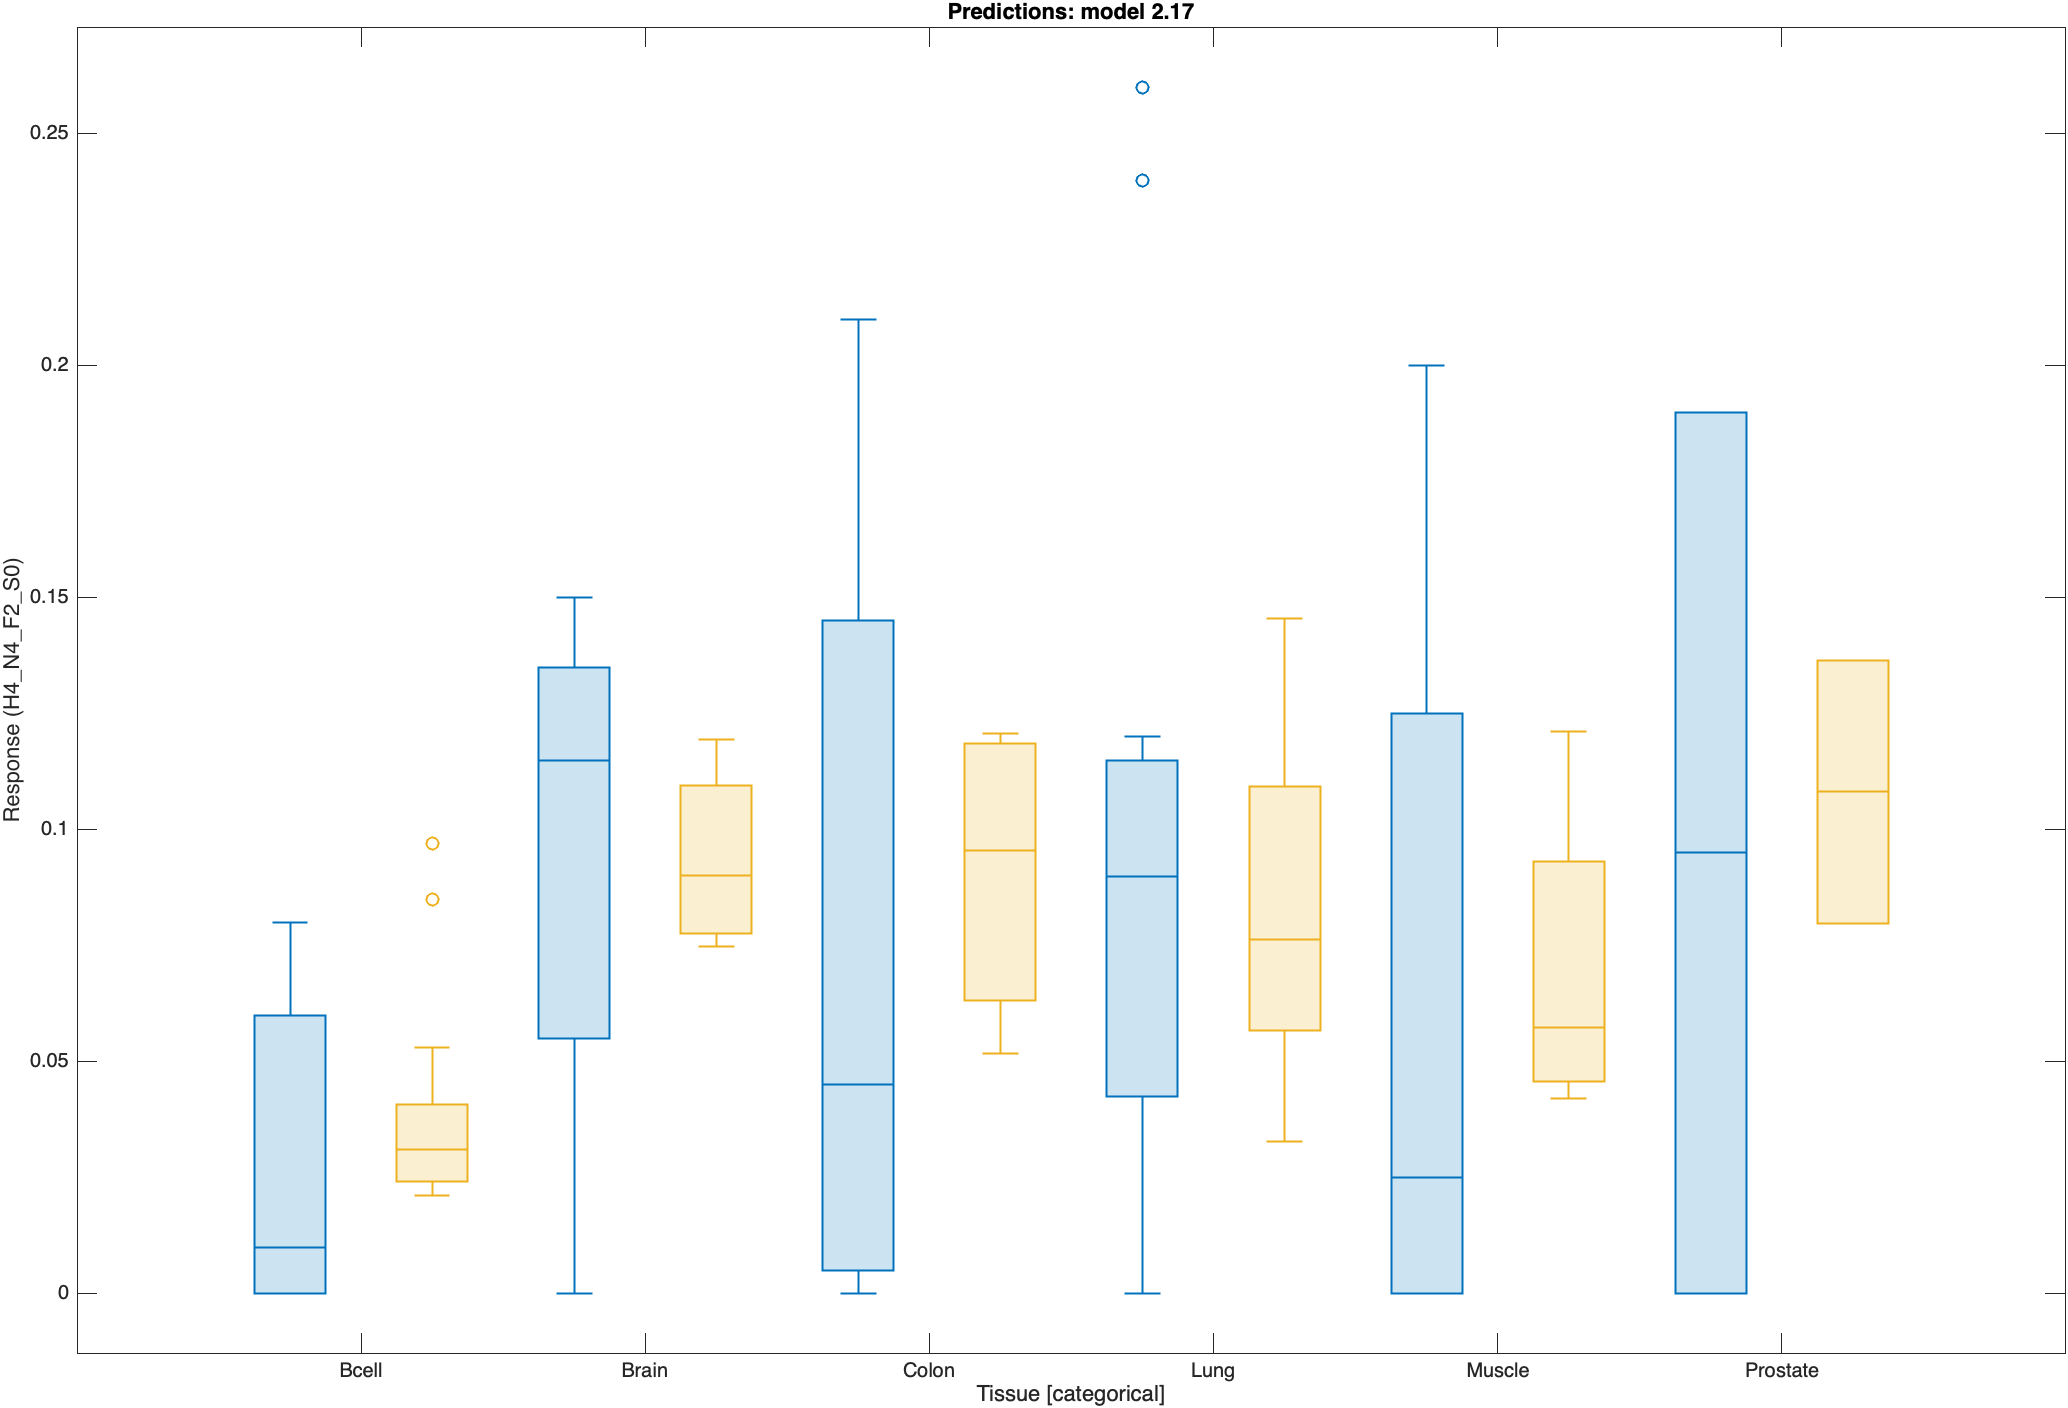 Predictions: model 2.17
Response (H4_N4_F2_S0)
0.25
0.2
0.15
0.1
0.05
0
Bcell Brain Colon Lung Muscle Prostate
Tissue [categorical]